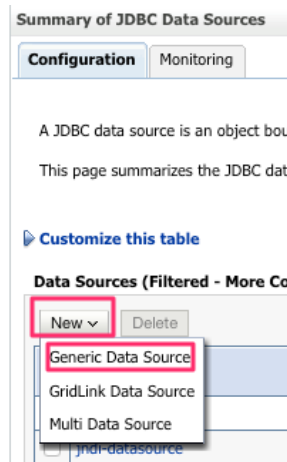 Summary of JDBC Data Sources
Configuration Monitoring
A JDBC data source is an object bou
This page summarizes the JDBC dat
Customize this table
Data Sources (Filtered - More Co
New Delete
Generic Data Source
GridLink Data Source
Multi Data Source
jndi-datasource